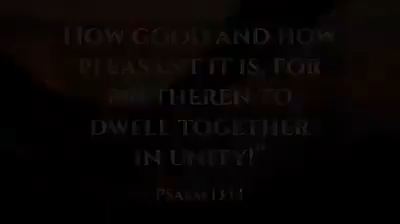 How good and how
pleasant it is, for
to
dwell together
in unity!"
Psalm